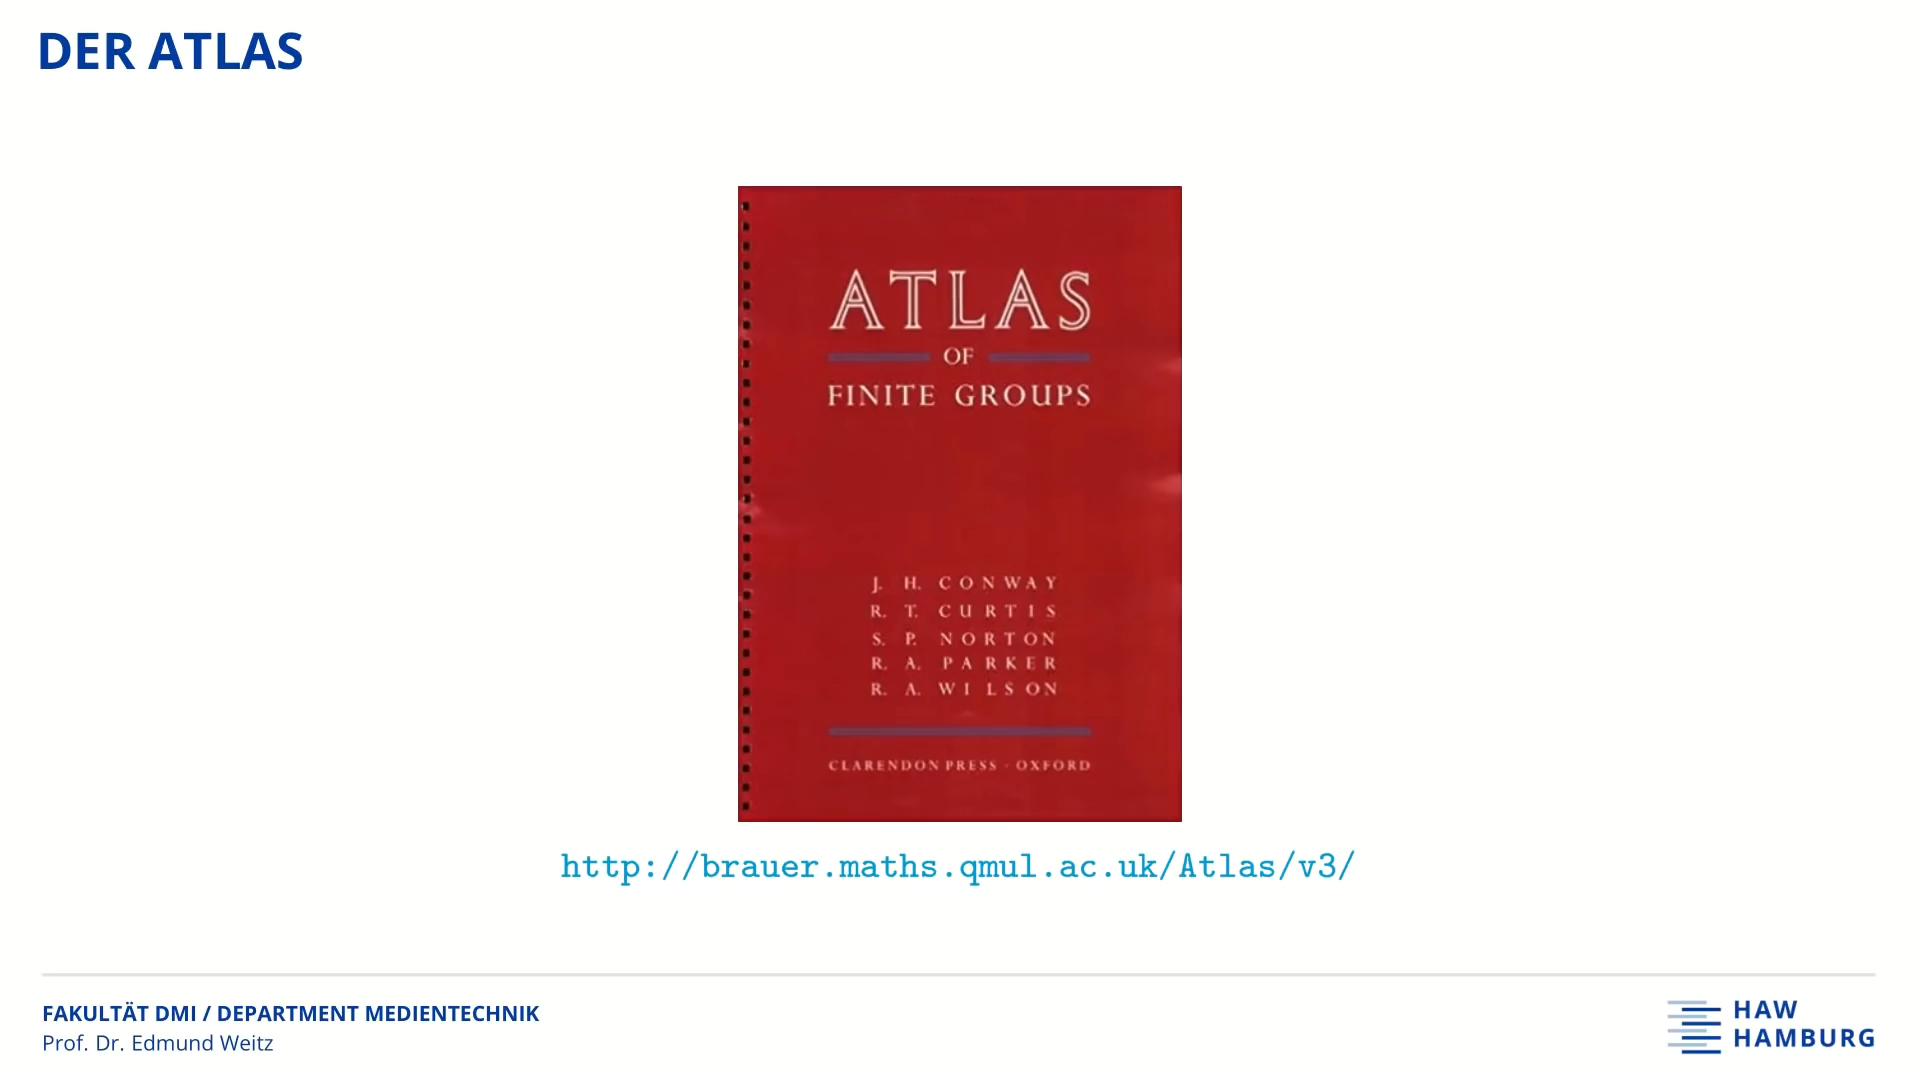 DER ATLAS
ATLAS
OF
FINITE GROUPS
J. H. CONWAY
R. T. CURTIS
S. P. NORTON
R. A. PARKER
R. A. WILSON
CLARENDON PRESS · OXFORD
http://brauer.maths.qmul.ac.uk/Atlas/v3/
FAKULTÄT DMI / DEPARTMENT MEDIENTECHNIK
Prof. Dr. Edmund Weitz
HAW
HAMBURG